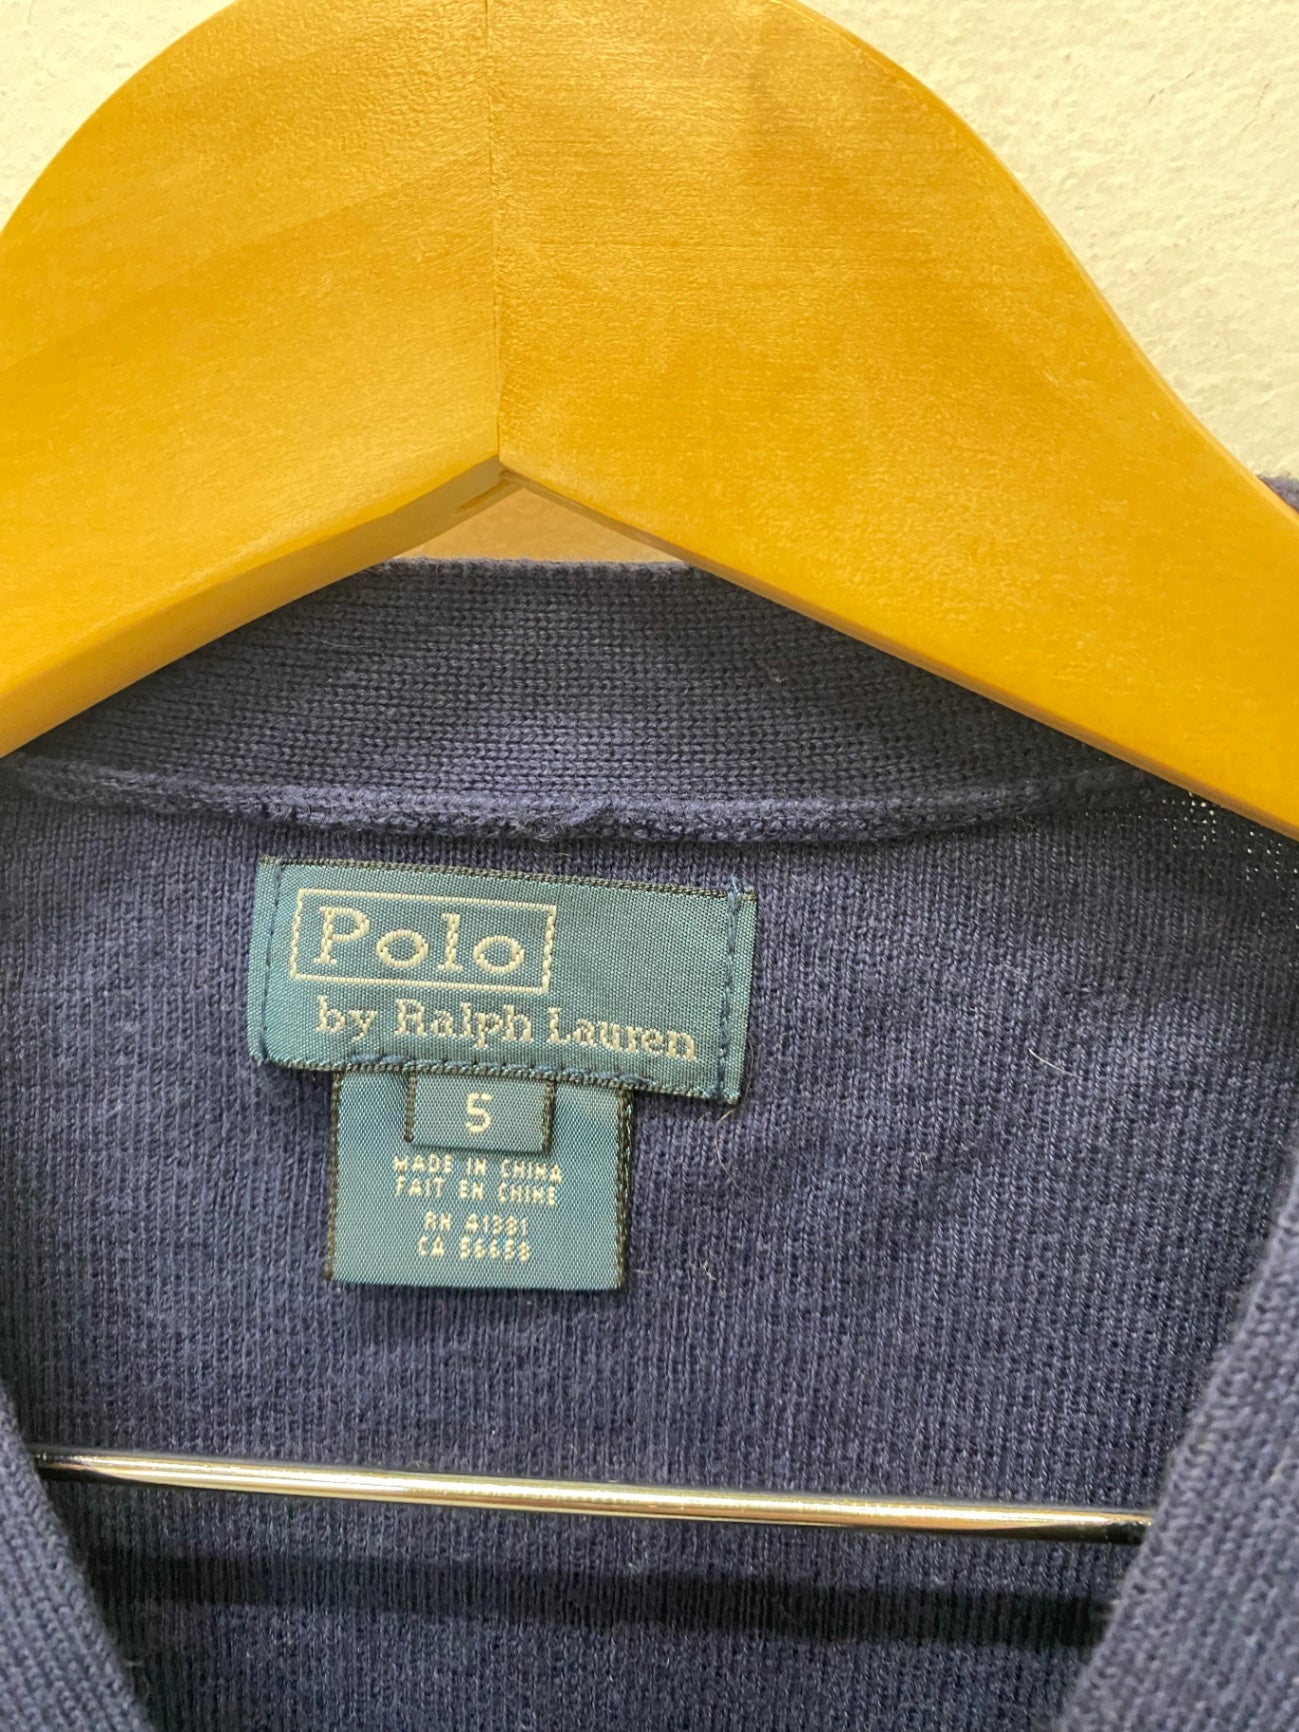 Polo
by Ralph Lauren
5
MADE IN CHINA
FAIT EN CHINE
RN 41381
CA 56658